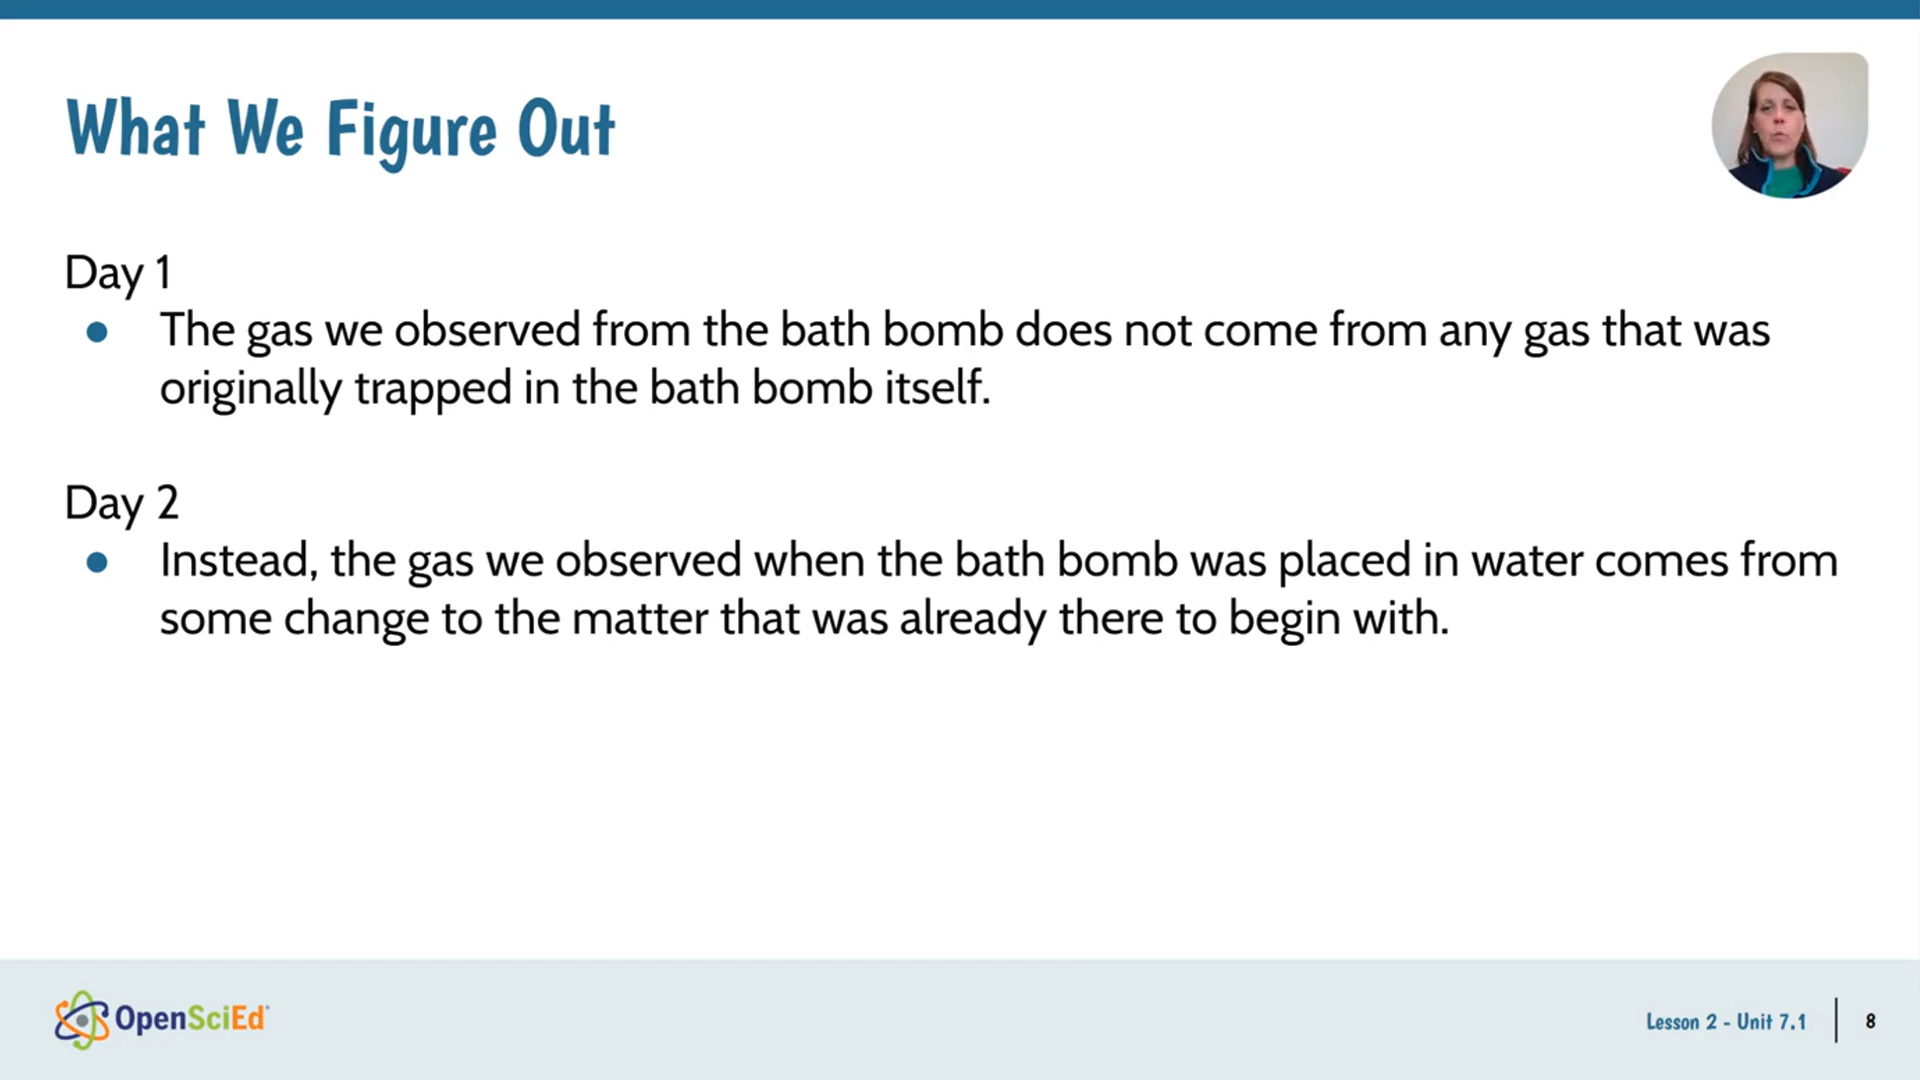 What We Figure Out
Day 1
● The gas we observed from the bath bomb does not come from any gas that was
originally trapped in the bath bomb itself.
Day 2
● Instead, the gas we observed when the bath bomb was placed in water comes from
some change to the matter that was already there to begin with.
OpenSciEd
Lesson 2 - Unit 7.1 | 8